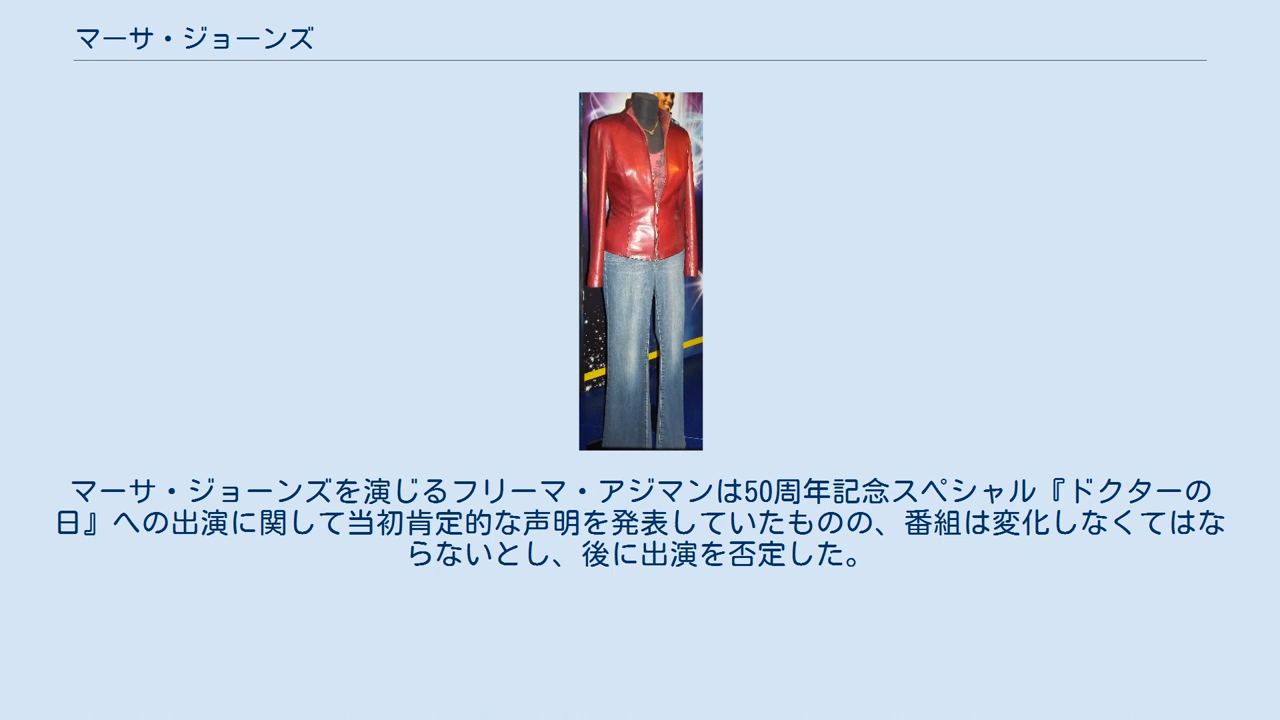 マーサ・ジョーンズ
マーサ・ジョーンズを演じるフリーマ・アジマンは50周年記念スペシャル『ドクターの
日』への出演に関して当初肯定的な声明を発表していたものの、番組は変化しなくてはな
らないとし、後に出演を否定した。